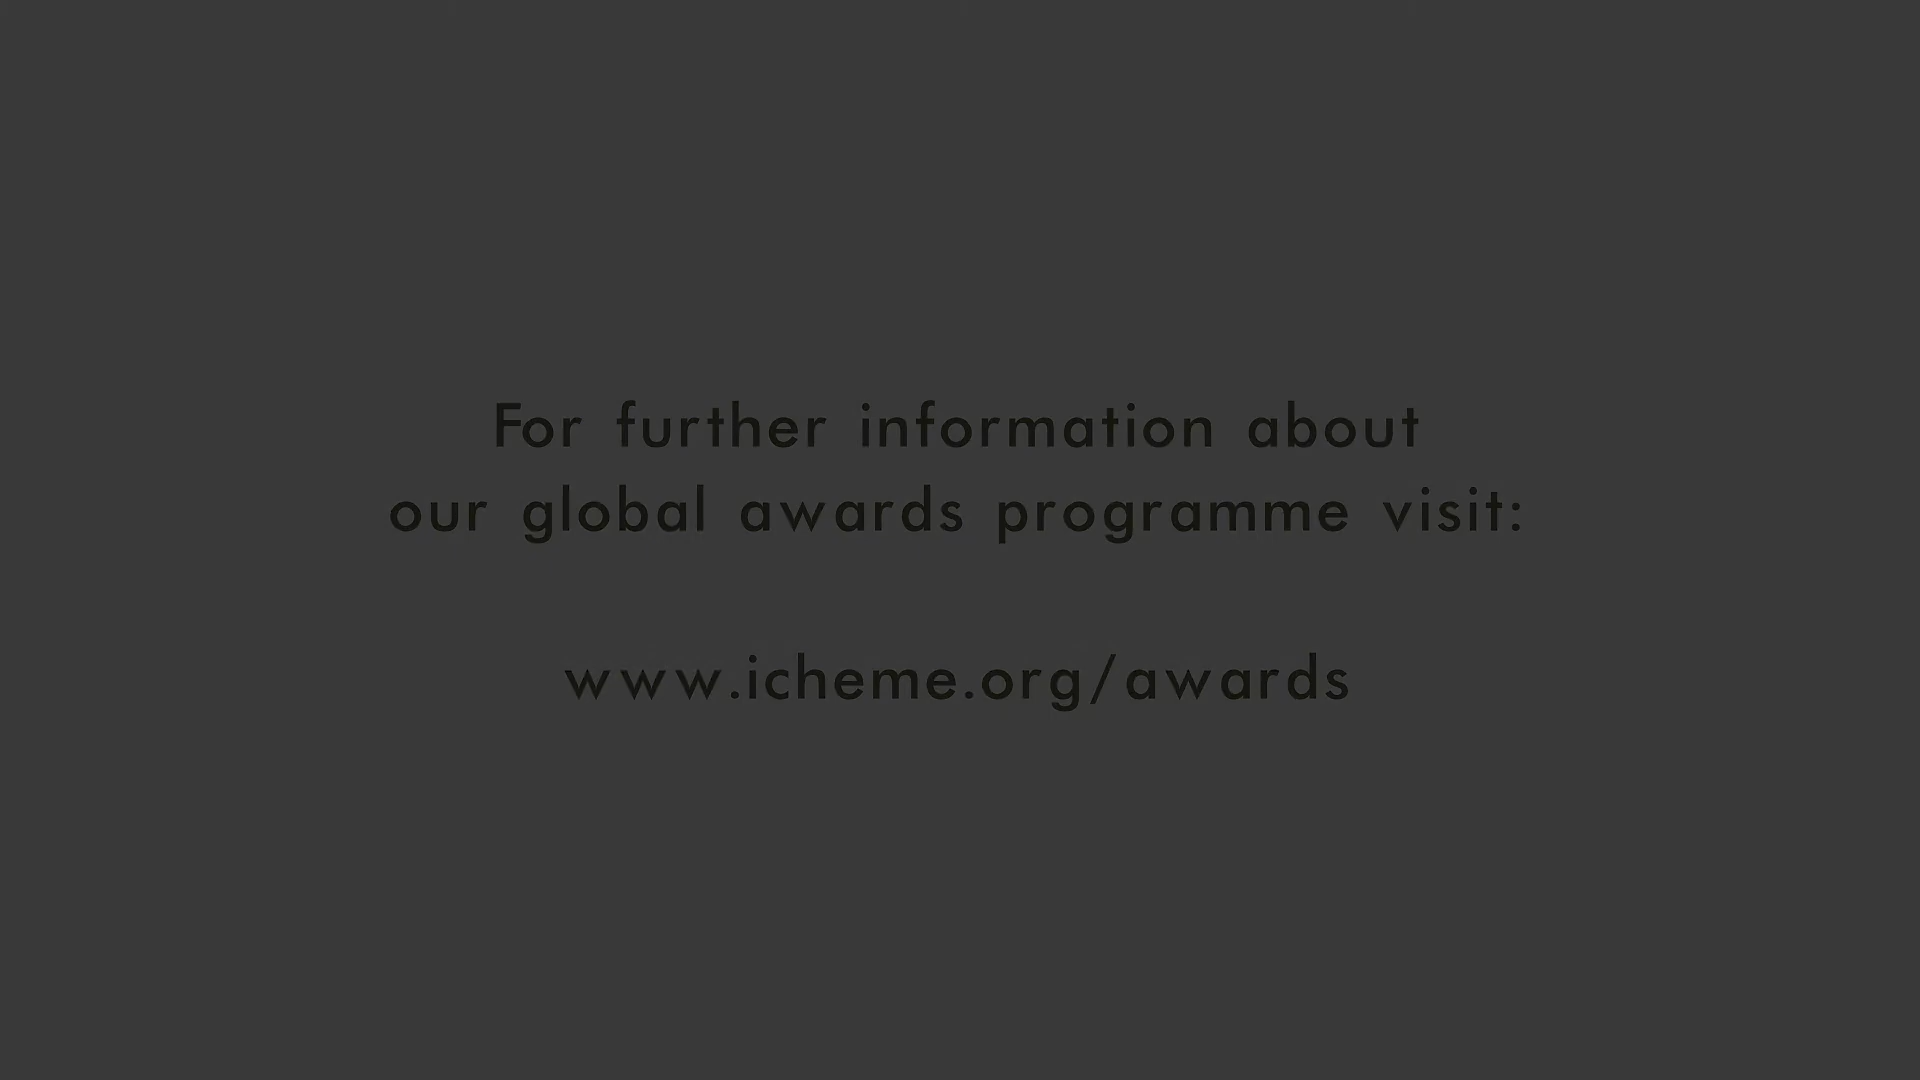 For further information about
our global awards programme visit:
www.icheme.org/awards